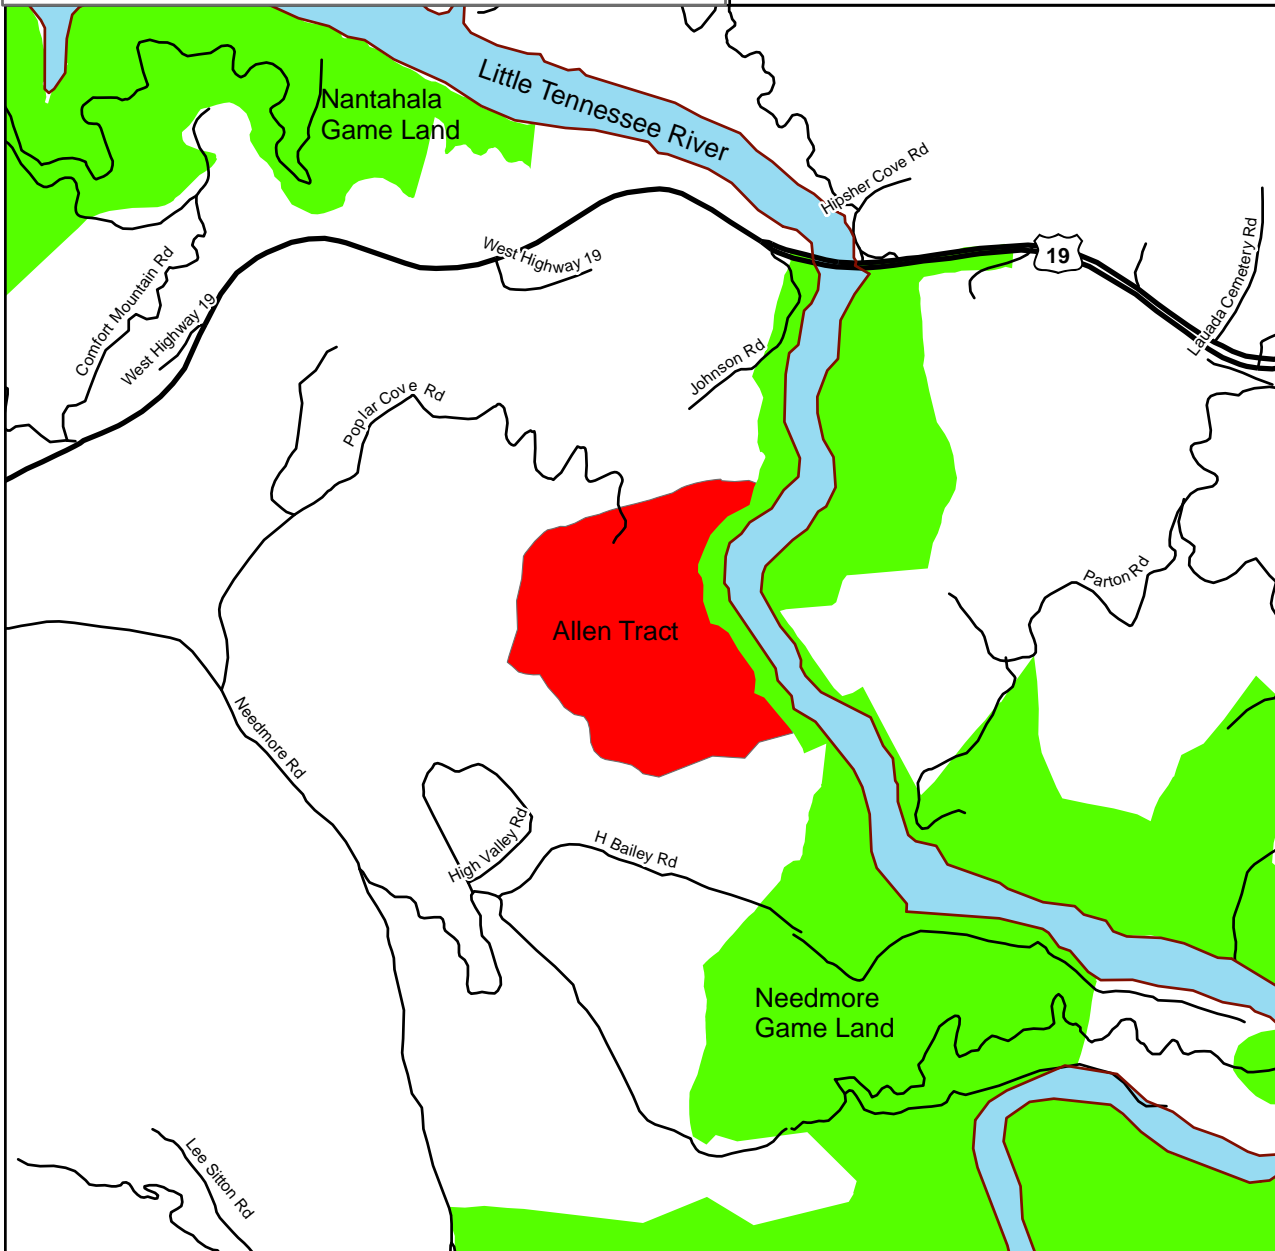 Little Tennessee River
Nantahala
Game Land
Hipsher Cove Rd
West Highway 19
19
Lauada Cemetery Rd
Comfort Mountain Rd
West Highway 19
Johnson Rd
Poplar Cove Rd
Parton Rd
Allen Tract
Needmore Rd
High Valley Rd
H Bailey Rd
Needmore
Game Land
Lee Sitton Rd